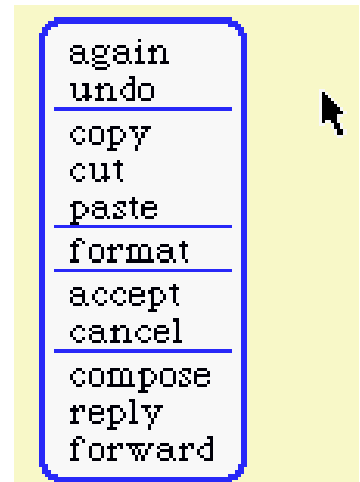 again
undo
copy
cut
paste
format
accept
cancel
compose
reply
forward